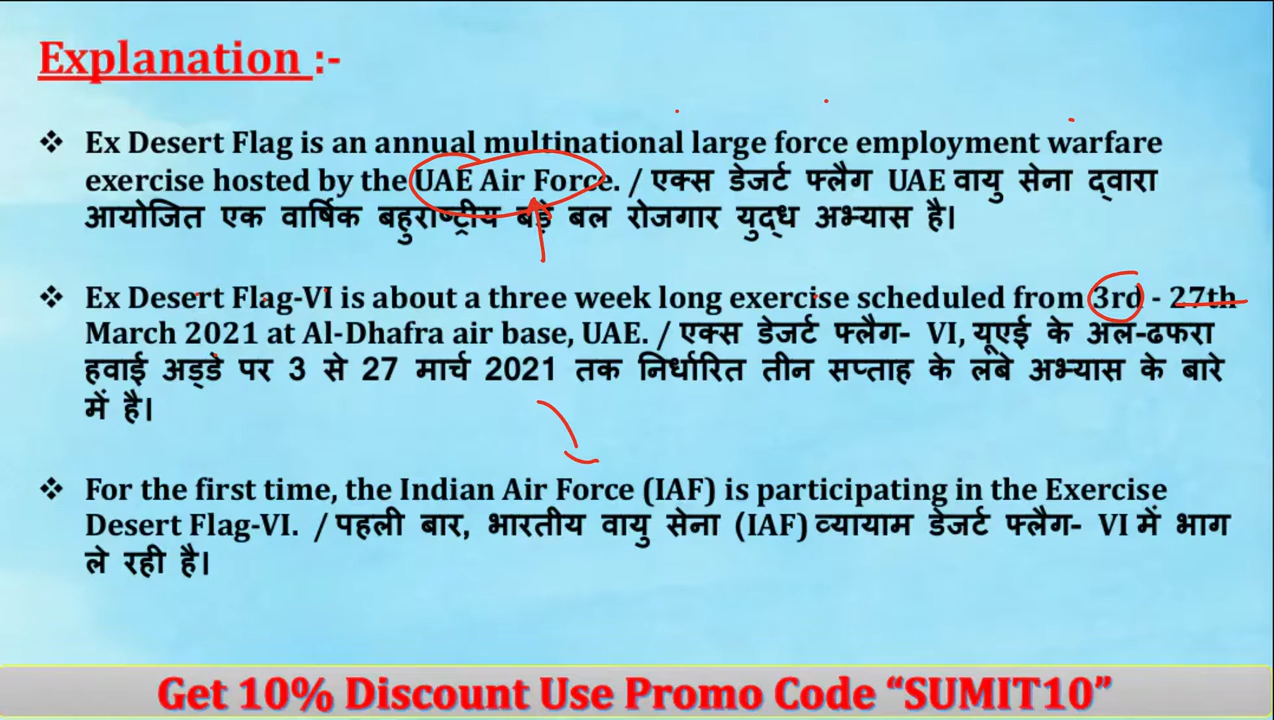 Explanation :-
❖ Ex Desert Flag is an annual multinational large force employment warfare
exercise hosted by the UAE Air Force. / एक्स डेजर्ट फ्लैग UAE वायु सेना द्वारा
आयोजित एक वार्षिक बहुराष्ट्रीय बड़े बल रोजगार युद्ध अभ्यास है।
❖ Ex Desert Flag-VI is about a three week long exercise scheduled from 3rd - 27th
March 2021 at Al-Dhafra air base, UAE. / एक्स डेजर्ट फ्लैग- VI, यूएई के अल-ढफरा
हवाई अड्डे पर 3 से 27 मार्च 2021 तक निर्धारित तीन सप्ताह के लंबे अभ्यास के बारे
में है।
❖ For the first time, the Indian Air Force (IAF) is participating in the Exercise
Desert Flag-VI. / पहली बार, भारतीय वायु सेना (IAF) व्यायाम डेजर्ट फ्लैग- VI में भाग
ले रही है।
Get 10% Discount Use Promo Code “SUMIT10”